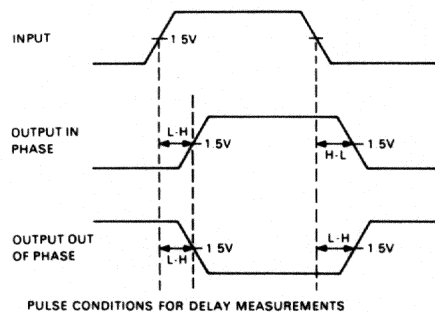 INPUT
1.5V
OUTPUT IN
PHASE
L-H
1.5V
H-L
1.5V
OUTPUT OUT
OF PHASE
L-H
1.5V
L-H
1.5V
PULSE CONDITIONS FOR DELAY MEASUREMENTS